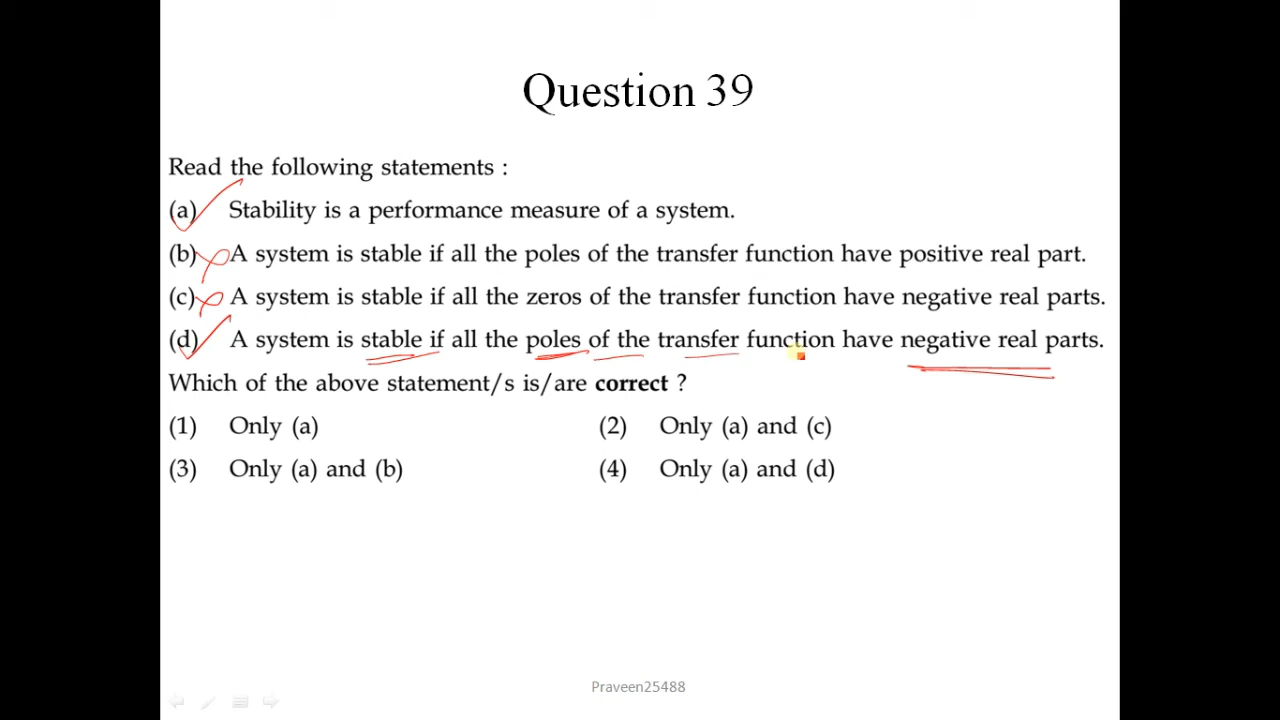 Question 39
Read the following statements :
(a) Stability is a performance measure of a system.
(b) A system is stable if all the poles of the transfer function have positive real part.
(c) A system is stable if all the zeros of the transfer function have negative real parts.
(d) A system is stable if all the poles of the transfer function have negative real parts.
Which of the above statement/s is/are correct ?
(1) Only (a) (2) Only (a) and (c)
(3) Only (a) and (b) (4) Only (a) and (d)
Praveen25488